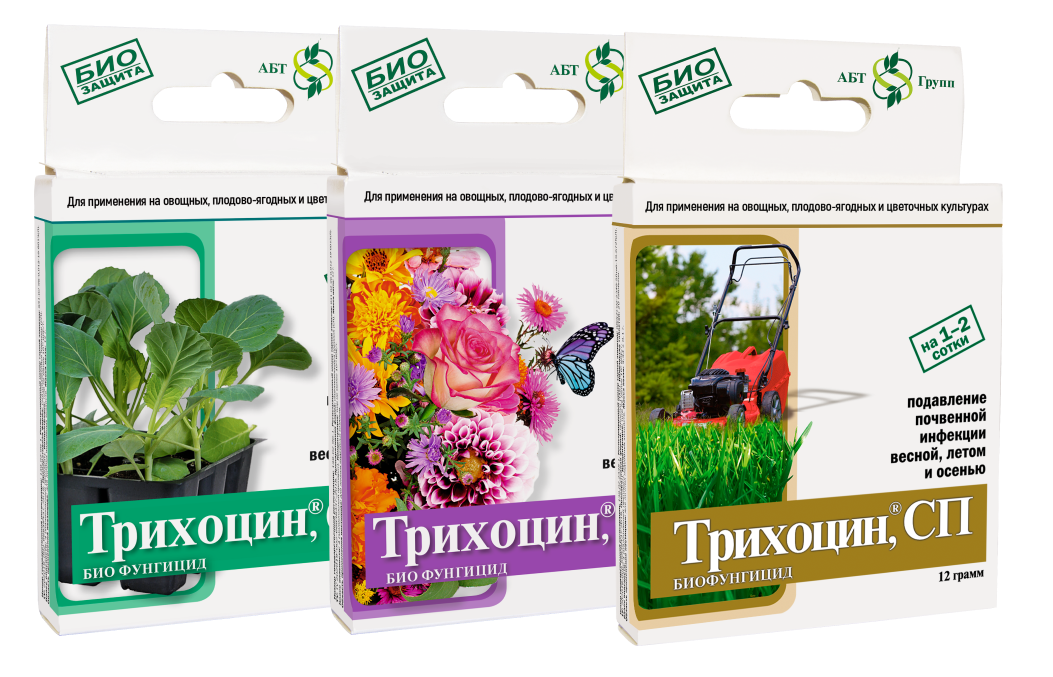 БИО
ЗАЩИТА
АБТ
Для применения на овощных, плодово-ягодных и
Трихоцин,®
БИО ФУНГИЦИД
БИО
ЗАЩИТА
АБТ
Для применения на овощных, плодово-ягодных и
Трихоцин,®
БИО ФУНГИЦИД
БИО
ЗАЩИТА
АБТ Групп
Для применения на овощных, плодово-ягодных и цветочных культурах
на 1-2
сотки
подавление
почвенной
инфекции
весной, летом
и осенью
Трихоцин,® СП
БИОФУНГИЦИД
12 грамм